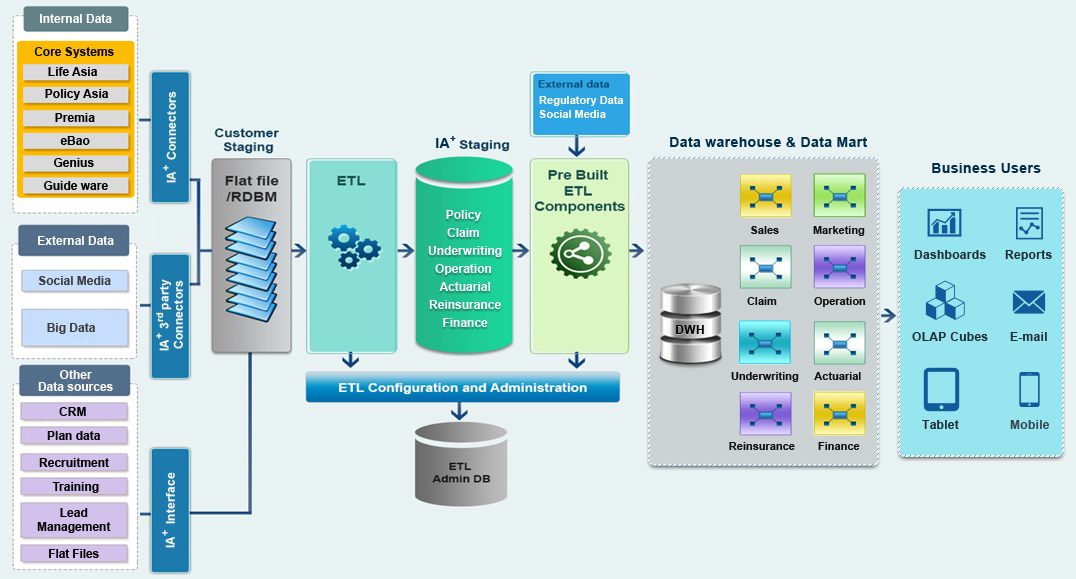 Internal Data
Core Systems
Life Asia
Policy Asia
Premia
eBao
Genius
Guide ware
External Data
Social Media
Big Data
Other
Data sources
CRM
Plan data
Recruitment
Training
Lead
Management
Flat Files
IA+ Connectors
IA+ 3rd party
Connectors
IA+ Interface
Customer
Staging
Flat file
/RDBM
ETL
IA+ Staging
Policy
Claim
Underwriting
Operation
Actuarial
Reinsurance
Finance
External data
Regulatory Data
Social Media
Pre Built
ETL
Components
ETL Configuration and Administration
ETL
Admin DB
Data warehouse & Data Mart
DWH
Sales
Marketing
Claim
Operation
Underwriting
Actuarial
Reinsurance
Finance
Business Users
Dashboards
Reports
OLAP Cubes
E-mail
Tablet
Mobile